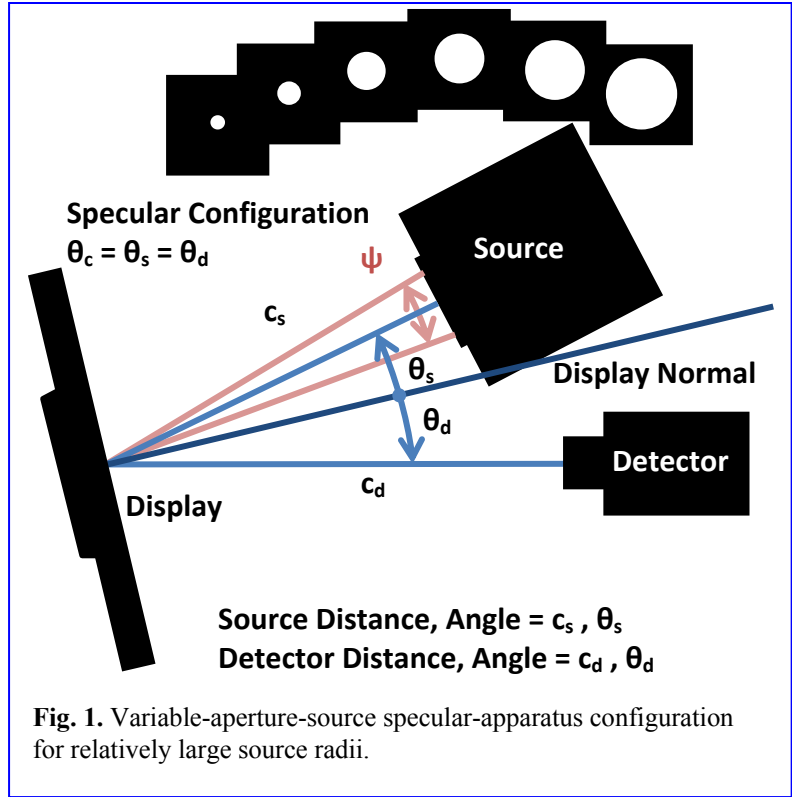 Specular Configuration
θc = θs = θd
ψ
Source
cs
θs
Display Normal
θd
Detector
cd
Display
Source Distance, Angle = cs , θs
Detector Distance, Angle = cd , θd
Fig. 1. Variable-aperture-source specular-apparatus configuration
for relatively large source radii.